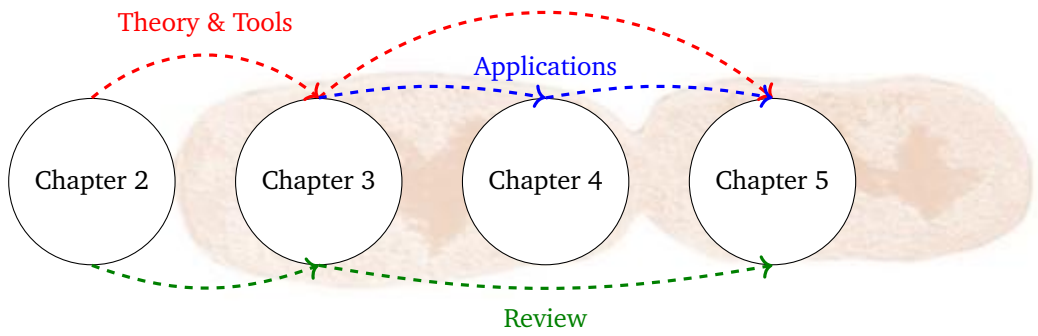 Theory & Tools
Applications
Chapter 2
Chapter 3
Chapter 4
Chapter 5
Review